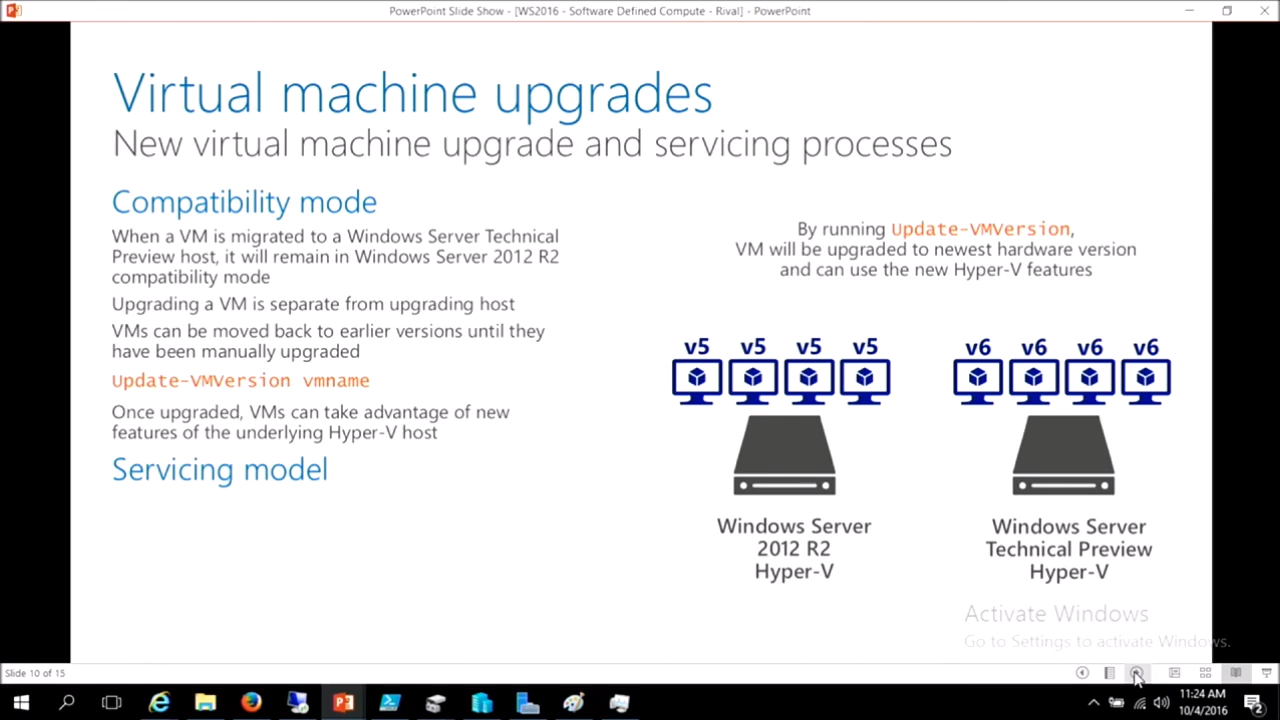 PowerPoint Slide Show - [WS2016 - Software Defined Compute - Rival] - PowerPoint
Virtual machine upgrades
New virtual machine upgrade and servicing processes
Compatibility mode
When a VM is migrated to a Windows Server Technical
Preview host, it will remain in Windows Server 2012 R2
compatibility mode
Upgrading a VM is separate from upgrading host
VMs can be moved back to earlier versions until they
have been manually upgraded
Update-VMVersion vmname
Once upgraded, VMs can take advantage of new
features of the underlying Hyper-V host
Servicing model
By running Update-VMVersion,
VM will be upgraded to newest hardware version
and can use the new Hyper-V features
v5 v5 v5 v5
v6 v6 v6 v6
Windows Server
2012 R2
Hyper-V
Windows Server
Technical Preview
Hyper-V
Activate Windows
Go to Settings to activate Windows.
Slide 10 of 15
11:24 AM
10/4/2016
2